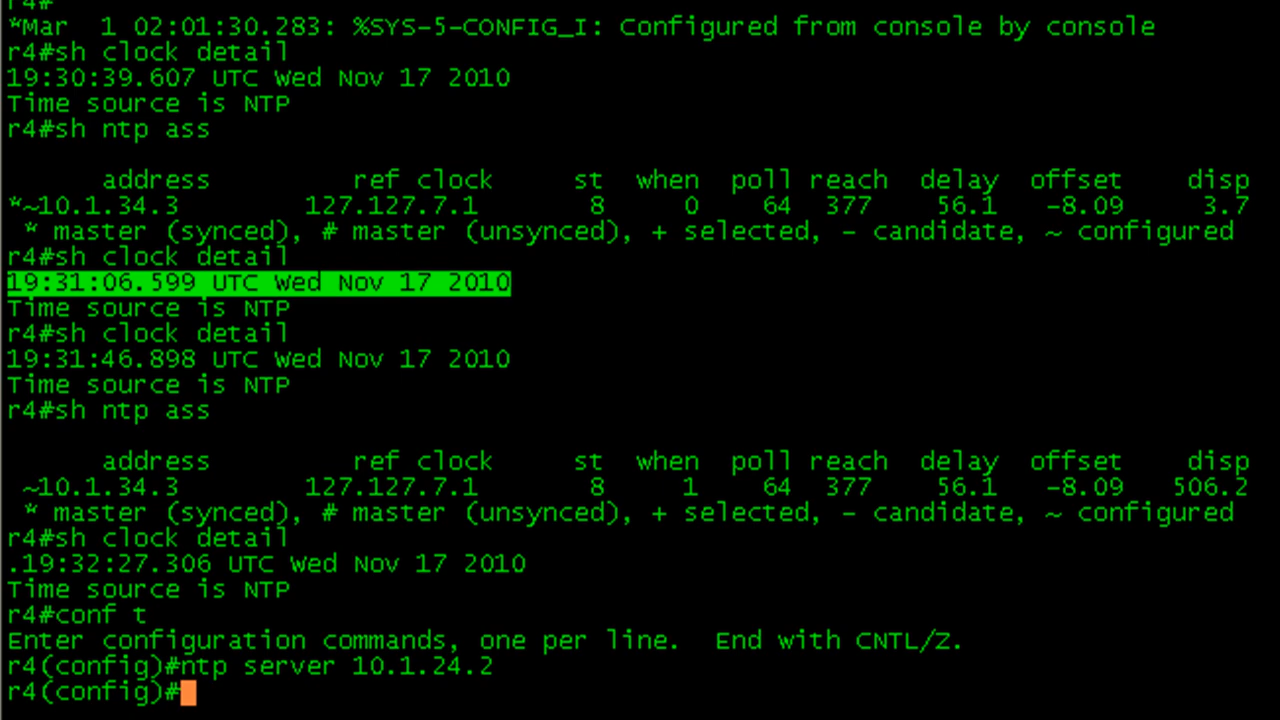 r4#
*Mar  1 02:01:30.283: %SYS-5-CONFIG_I: Configured from console by console
r4#sh clock detail
19:30:39.607 UTC Wed Nov 17 2010
Time source is NTP
r4#sh ntp ass
address ref clock st when poll reach delay offset disp
*~10.1.34.3 127.127.7.1 8 0 64 377 56.1 -8.09 3.7
* master (synced), # master (unsynced), + selected, - candidate, ~ configured
r4#sh clock detail
19:31:06.599 UTC Wed Nov 17 2010
Time source is NTP
r4#sh clock detail
19:31:46.898 UTC Wed Nov 17 2010
Time source is NTP
r4#sh ntp ass
address ref clock st when poll reach delay offset disp
~10.1.34.3 127.127.7.1 8 1 64 377 56.1 -8.09 506.2
* master (synced), # master (unsynced), + selected, - candidate, ~ configured
r4#sh clock detail
.19:32:27.306 UTC Wed Nov 17 2010
Time source is NTP
r4#conf t
Enter configuration commands, one per line.  End with CNTL/Z.
r4(config)#ntp server 10.1.24.2
r4(config)#